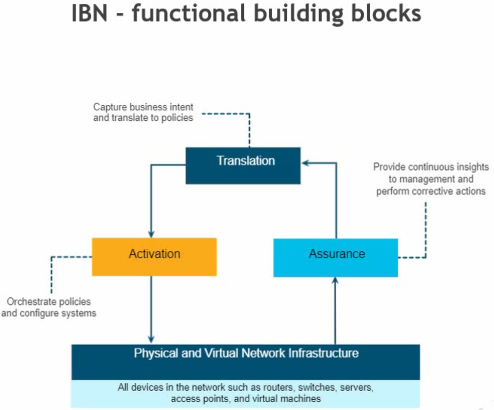 IBN - functional building blocks
Capture business intent
and translate to policies
Translation
Provide continuous insights
to management and
perform corrective actions
Activation
Assurance
Orchestrate policies
and configure systems
Physical and Virtual Network Infrastructure
All devices in the network such as routers, switches, servers,
access points, and virtual machines